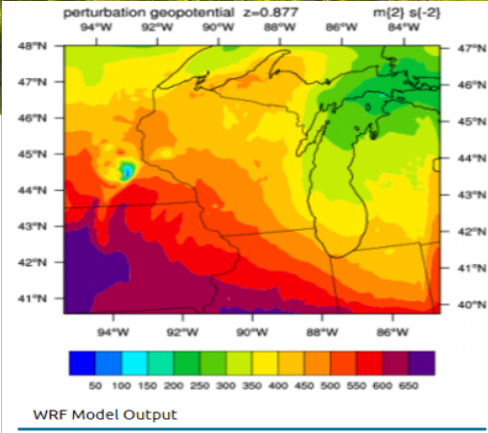 perturbation geopotential z=0.877 m{2} s{-2}
94°W 92°W 90°W 88°W 86°W 84°W
48°N 47°N
47°N 46°N
46°N 45°N
45°N 44°N
44°N 43°N
43°N 42°N
42°N 41°N
41°N 40°N
94°W 92°W 90°W 88°W 86°W
50 100 150 200 250 300 350 400 450 500 550 600 650
WRF Model Output